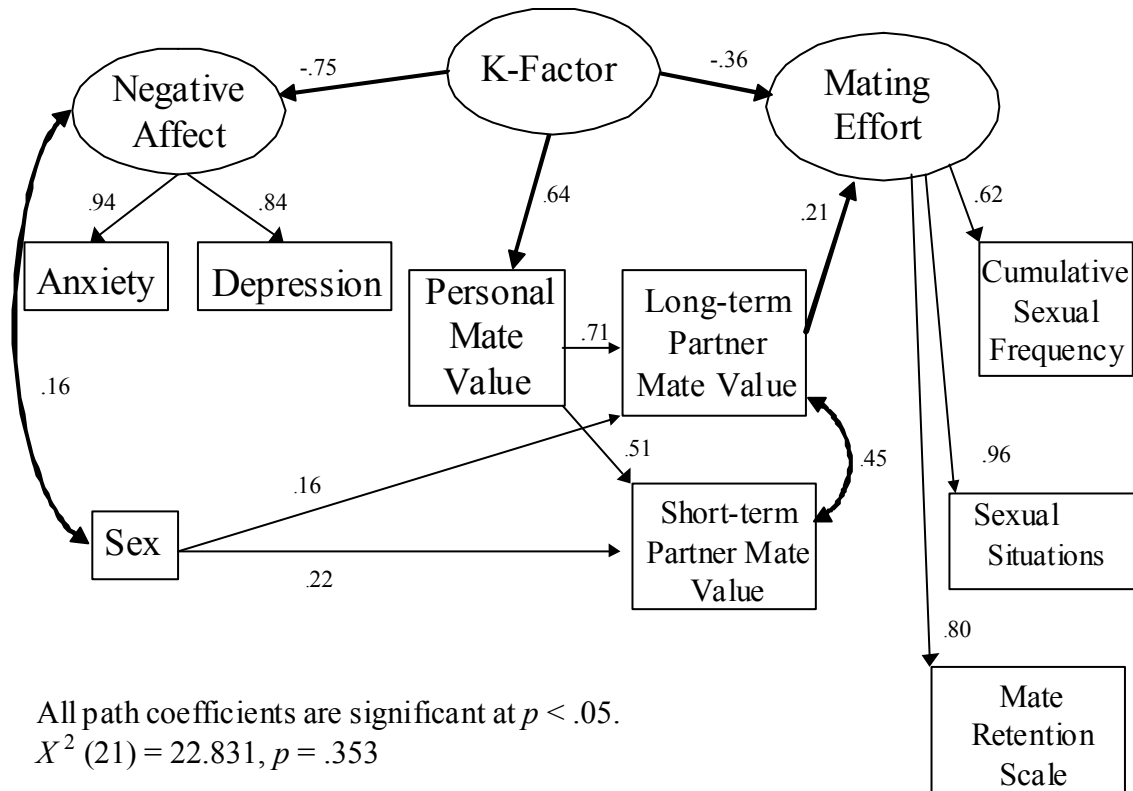 K-Factor
Negative
Affect
Mating
Effort
-.75
-.36
.64
.94
.84
.21
.62
Anxiety
Depression
Personal
Mate
Value
Long-term
Partner
Mate Value
Cumulative
Sexual
Frequency
.71
.16
.51
.45
.16
.96
Sex
.22
Short-term
Partner Mate
Value
Sexual
Situations
.80
Mate
Retention
Scale
All path coefficients are significant at p < .05.
X ² (21) = 22.831, p = .353